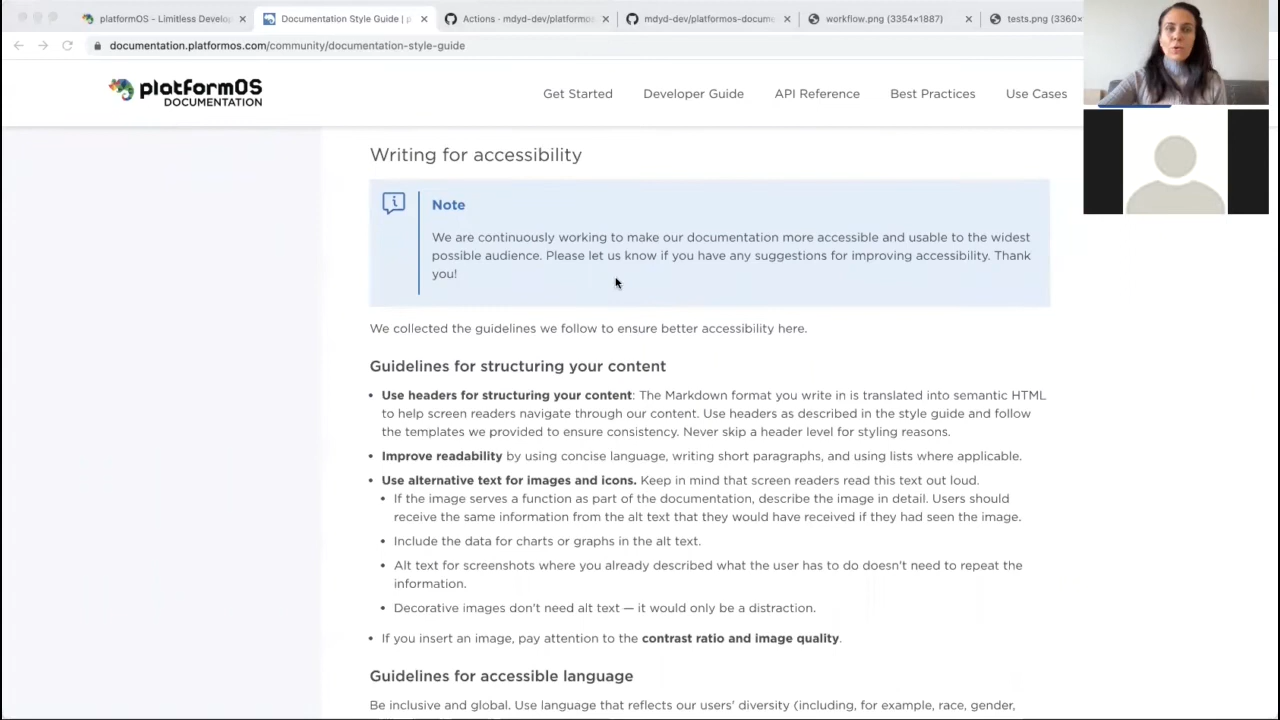 platformOS - Limitless Develop
Documentation Style Guide | p
Actions · mdyd-dev/platformos
mdyd-dev/platformos-docume
workflow.png (3354×1887)
tests.png (3360×
documentation.platformos.com/community/documentation-style-guide
platformOS
DOCUMENTATION
Get Started
Developer Guide
API Reference
Best Practices
Use Cases
Writing for accessibility
Note
We are continuously working to make our documentation more accessible and usable to the widest
possible audience. Please let us know if you have any suggestions for improving accessibility. Thank
you!
We collected the guidelines we follow to ensure better accessibility here.
Guidelines for structuring your content
• Use headers for structuring your content: The Markdown format you write in is translated into semantic HTML
to help screen readers navigate through our content. Use headers as described in the style guide and follow
the templates we provided to ensure consistency. Never skip a header level for styling reasons.
• Improve readability by using concise language, writing short paragraphs, and using lists where applicable.
• Use alternative text for images and icons. Keep in mind that screen readers read this text out loud.
• If the image serves a function as part of the documentation, describe the image in detail. Users should
receive the same information from the alt text that they would have received if they had seen the image.
• Include the data for charts or graphs in the alt text.
• Alt text for screenshots where you already described what the user has to do doesn't need to repeat the
information.
• Decorative images don't need alt text — it would only be a distraction.
• If you insert an image, pay attention to the contrast ratio and image quality.
Guidelines for accessible language
Be inclusive and global. Use language that reflects our users' diversity (including, for example, race, gender,